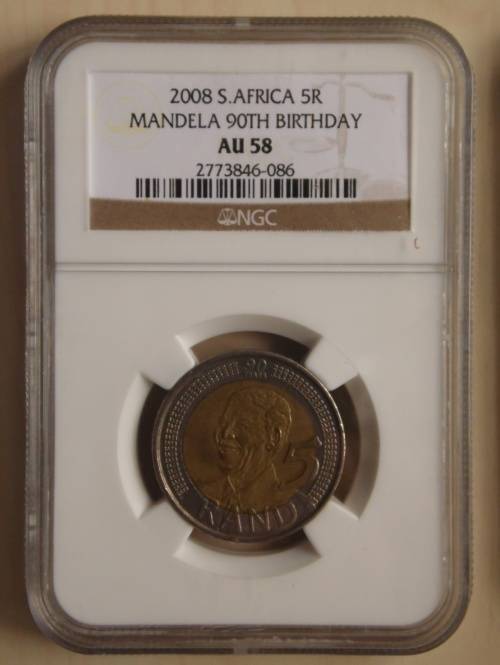 2008 S.AFRICA 5R
MANDELA 90TH BIRTHDAY
AU 58
2773846-086
NGC
90
5
RAND